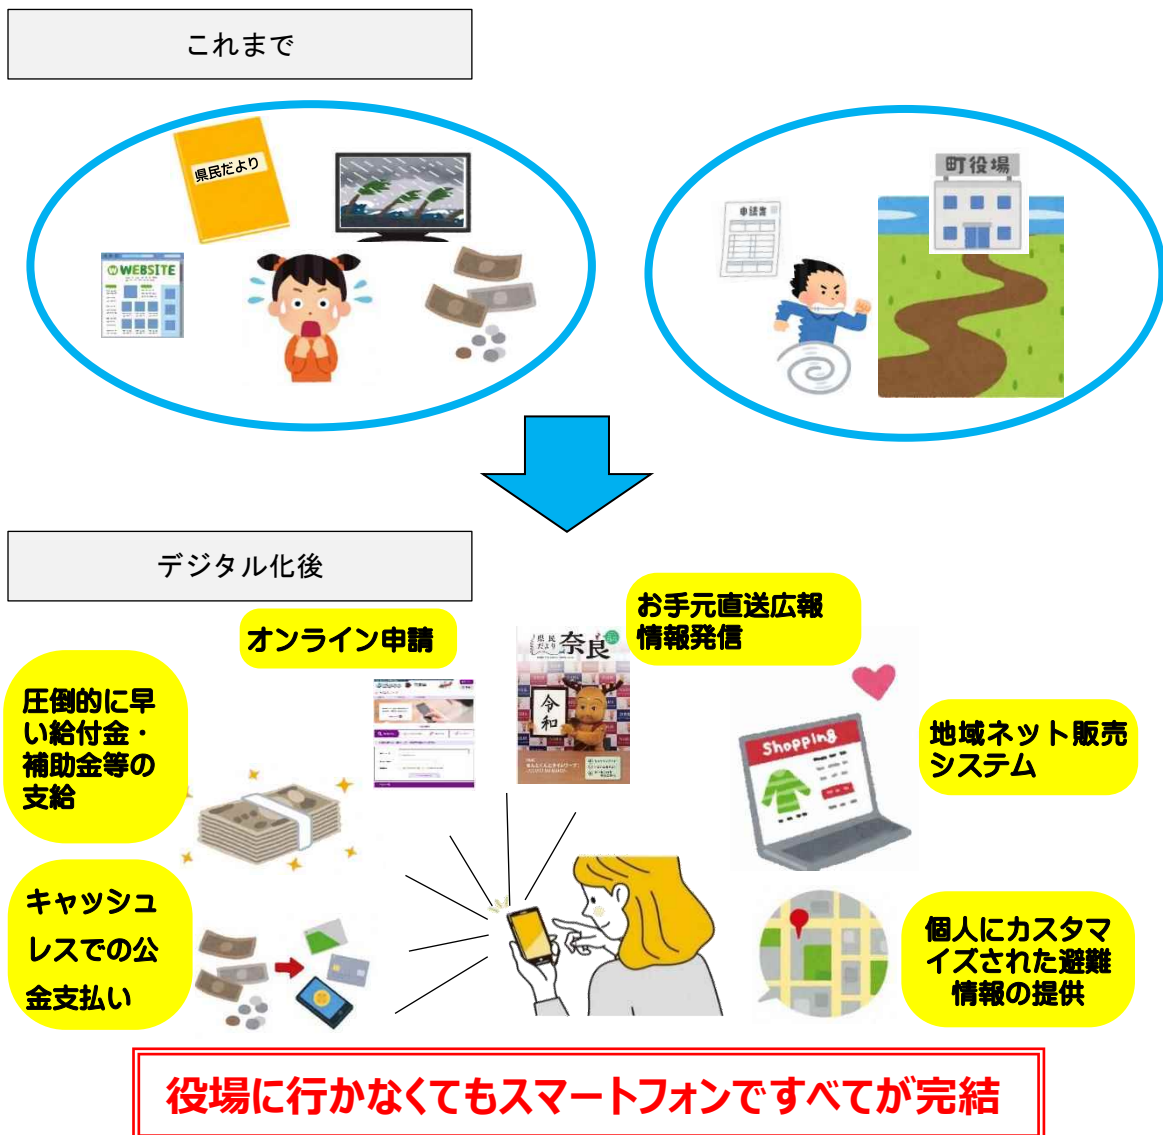 これまで
県民だより
WEBSITE
町役場
申請書
デジタル化後
オンライン申請
お手元直送広報
情報発信
圧倒的に早
い給付金・
補助金等の
支給
県民
だより
奈良
令和
Shopping
地域ネット販売
システム
キャッシュ
レスでの公
金支払い
個人にカスタマ
イズされた避難
情報の提供
役場に行かなくてもスマートフォンですべてが完結